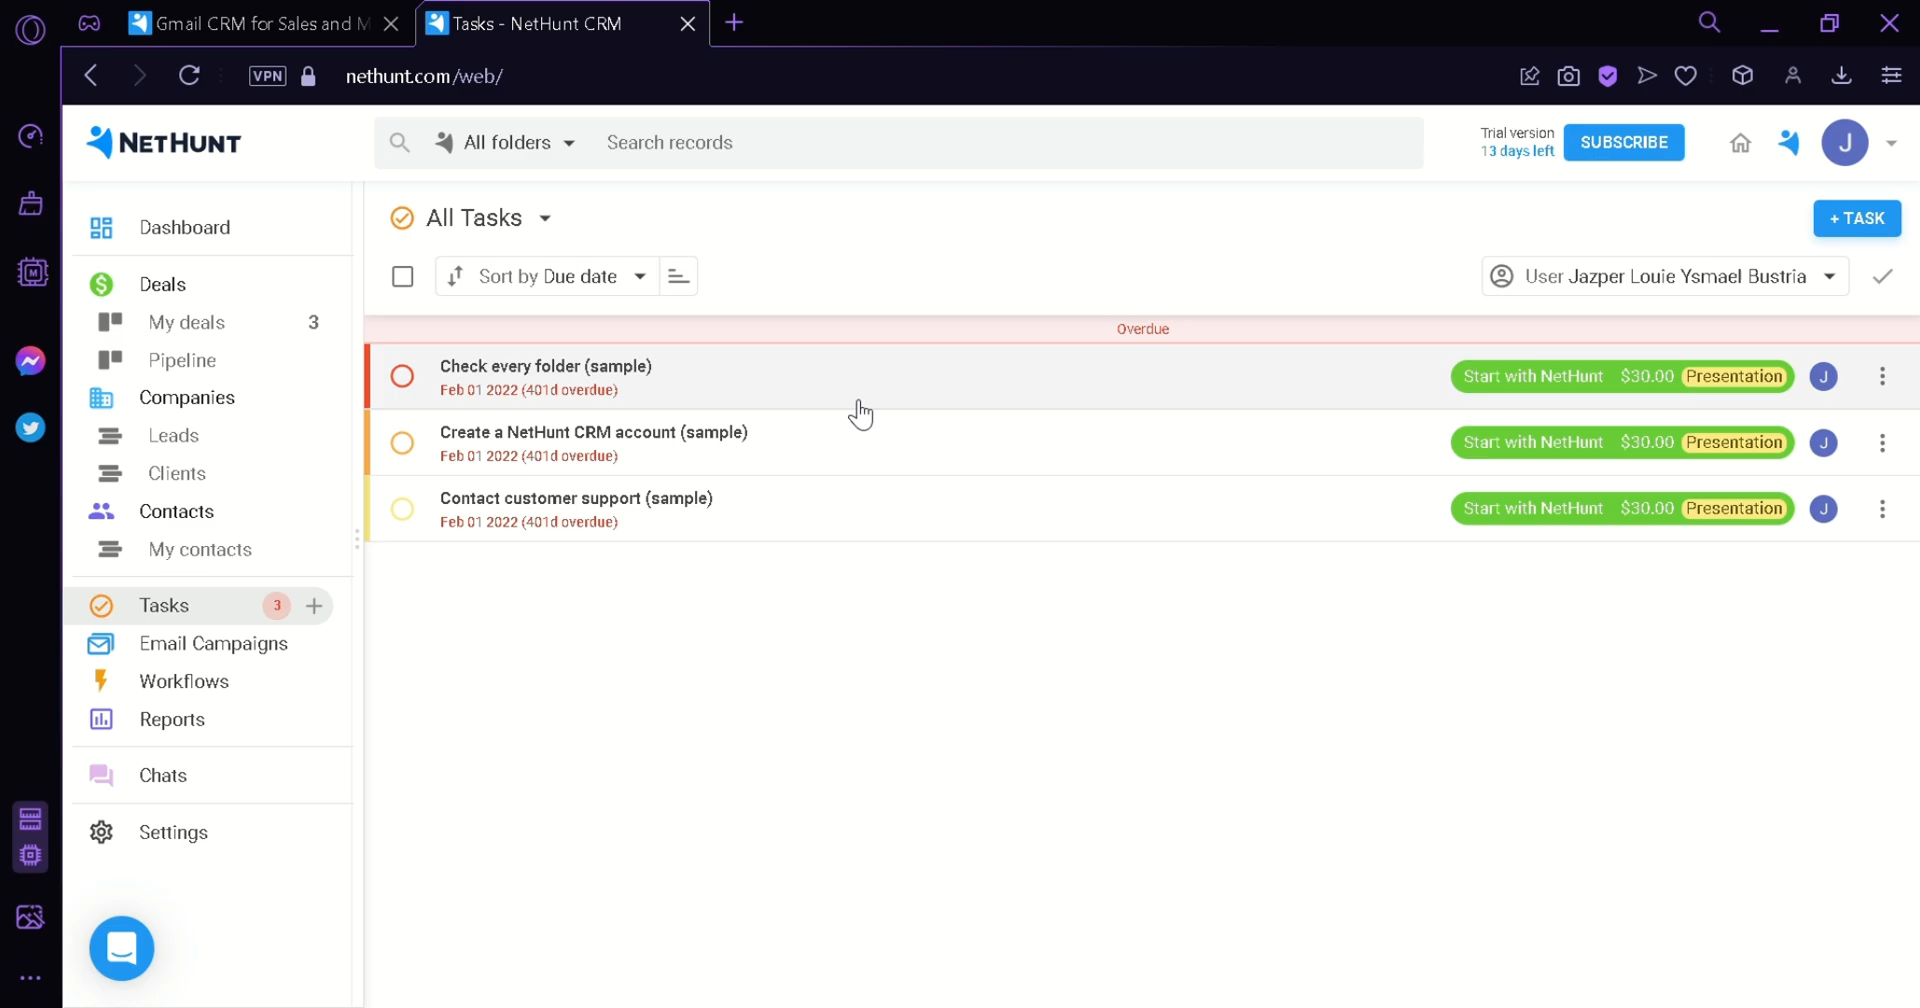 Gmail CRM for Sales and M
Tasks - NetHunt CRM
VPN
nethunt.com/web/
NETHUNT
All folders
Search records
Trial version
13 days left
SUBSCRIBE
J
Dashboard
Deals
My deals 3
Pipeline
Companies
Leads
Clients
Contacts
My contacts
Tasks 3 +
Email Campaigns
Workflows
Reports
Chats
Settings
All Tasks
+ TASK
Sort by Due date
User Jazper Louie Ysmael Bustria
Overdue
Check every folder (sample)
Feb 01 2022 (401d overdue)
Start with NetHunt $30.00 Presentation J
Create a NetHunt CRM account (sample)
Feb 01 2022 (401d overdue)
Start with NetHunt $30.00 Presentation J
Contact customer support (sample)
Feb 01 2022 (401d overdue)
Start with NetHunt $30.00 Presentation J